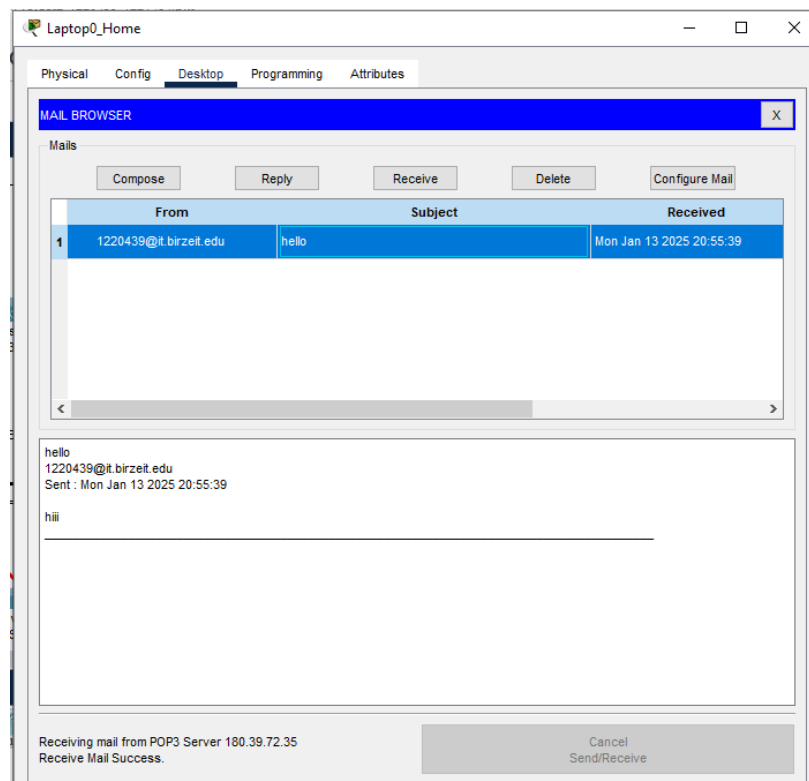 Laptop0_Home
Physical Config Desktop Programming Attributes
MAIL BROWSER X
Mails
Compose Reply Receive Delete Configure Mail
From Subject Received
1 1220439@it.birzeit.edu hello Mon Jan 13 2025 20:55:39
hello
1220439@it.birzeit.edu
Sent : Mon Jan 13 2025 20:55:39
hiii
Receiving mail from POP3 Server 180.39.72.35
Receive Mail Success.
Cancel
Send/Receive